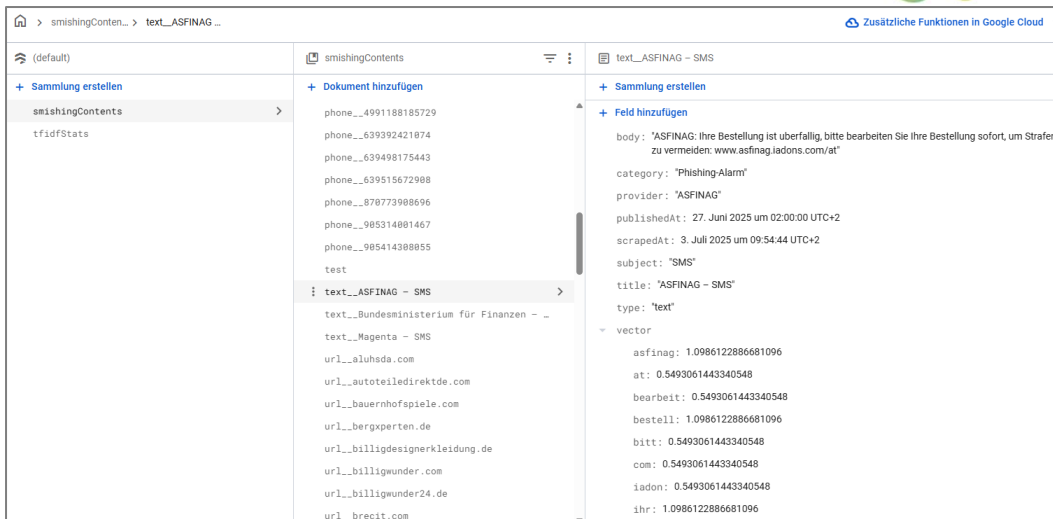 smishingConten… > text__ASFINAG …
Zusätzliche Funktionen in Google Cloud
(default)
+ Sammlung erstellen
smishingContents
tfidfStats
smishingContents
+ Dokument hinzufügen
phone__4991188185729
phone__639392421074
phone__639498175443
phone__639515672908
phone__870773908696
phone__905314001467
phone__905414308055
test
text__ASFINAG – SMS
text__Bundesministerium für Finanzen – …
text__Magenta – SMS
url__aluhsda.com
url__autoteiledirektde.com
url__bauernhofspiele.com
url__bergxperten.de
url__billigdesignerkleidung.de
url__billigwunder.com
url__billigwunder24.de
url__brecit.com
text__ASFINAG – SMS
+ Sammlung erstellen
+ Feld hinzufügen
body: "ASFINAG: Ihre Bestellung ist uberfallig, bitte bearbeiten Sie Ihre Bestellung sofort, um Strafen
zu vermeiden: www.asfinag.iadons.com/at"
category: "Phishing-Alarm"
provider: "ASFINAG"
publishedAt: 27. Juni 2025 um 02:00:00 UTC+2
scrapedAt: 3. Juli 2025 um 09:54:44 UTC+2
subject: "SMS"
title: "ASFINAG – SMS"
type: "text"
vector
asfinag: 1.0986122886681096
at: 0.5493061443340548
bearbeit: 0.5493061443340548
bestell: 1.0986122886681096
bitt: 0.5493061443340548
com: 0.5493061443340548
iadon: 0.5493061443340548
ihr: 1.0986122886681096